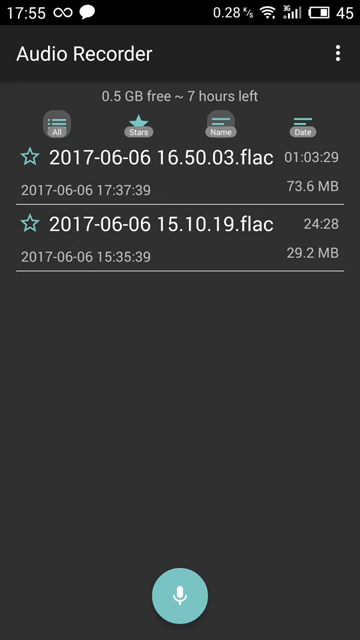 17:55 0.28 K/s 3G 45
Audio Recorder
0.5 GB free ~ 7 hours left
All Stars Name Date
2017-06-06 16.50.03.flac 01:03:29
2017-06-06 17:37:39 73.6 MB
2017-06-06 15.10.19.flac 24:28
2017-06-06 15:35:39 29.2 MB